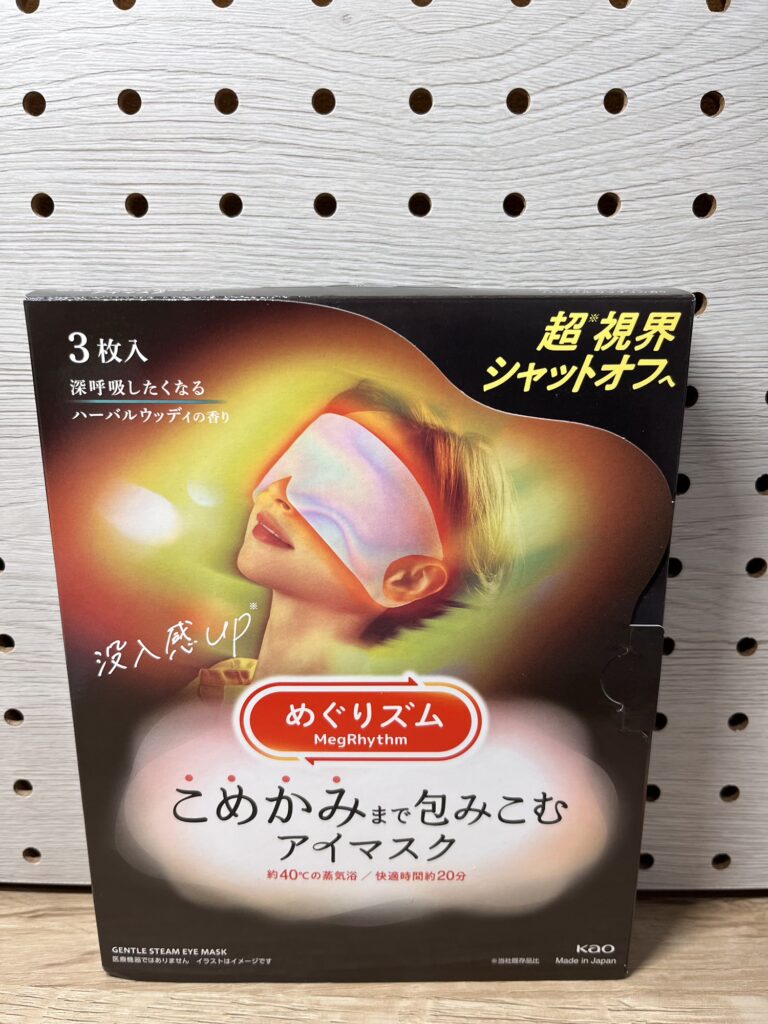 3枚入
深呼吸したくなる
ハーバルウッディの香り
超※視界
シャットオフへ
没入感up※
めぐりズム
MegRhythm
こめかみまで包みこむ
アイマスク
約40℃の蒸気浴／快適時間約20分
GENTLE STEAM EYE MASK
医療機器ではありません イラストはイメージです
※当社既存品比
Kao
Made in Japan